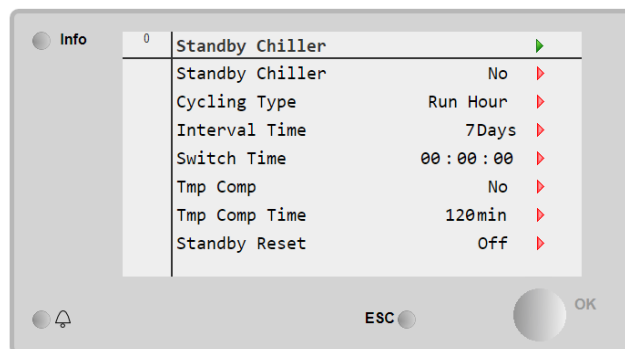 Info
0 Standby Chiller
Standby Chiller No
Cycling Type Run Hour
Interval Time 7Days
Switch Time 00:00:00
Tmp Comp No
Tmp Comp Time 120min
Standby Reset Off
ESC
OK